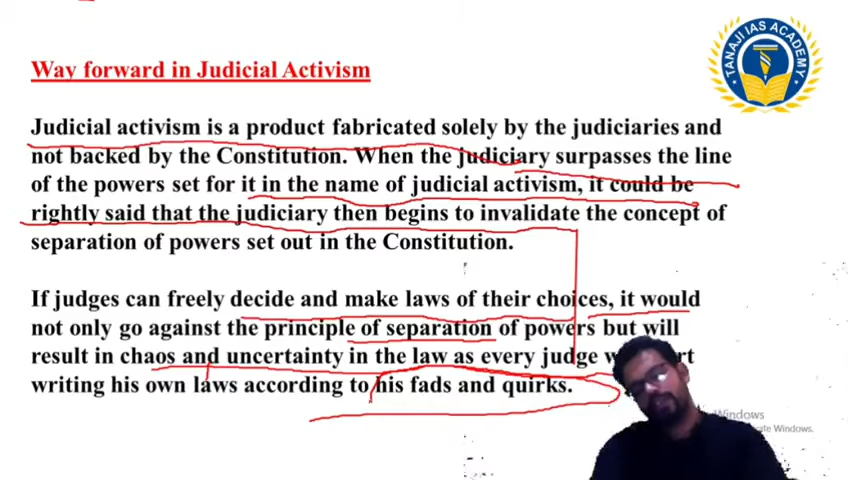 Way forward in Judicial Activism
TANAJI IAS ACADEMY
Judicial activism is a product fabricated solely by the judiciaries and
not backed by the Constitution. When the judiciary surpasses the line
of the powers set for it in the name of judicial activism, it could be
rightly said that the judiciary then begins to invalidate the concept of
separation of powers set out in the Constitution.
If judges can freely decide and make laws of their choices, it would
not only go against the principle of separation of powers but will
result in chaos and uncertainty in the law as every judge
writing his own laws according to his fads and quirks.
Windows
Windows.